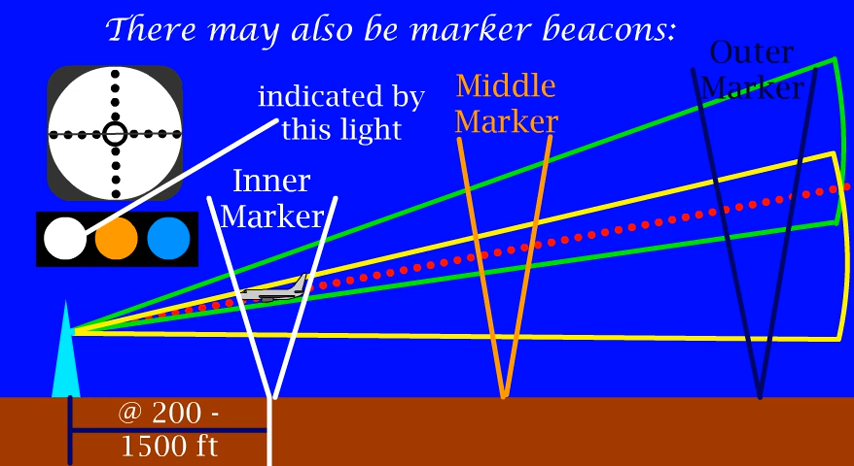 There may also be marker beacons:
indicated by
this light
Inner
Marker
Middle
Marker
Outer
Marker
@ 200 -
1500 ft